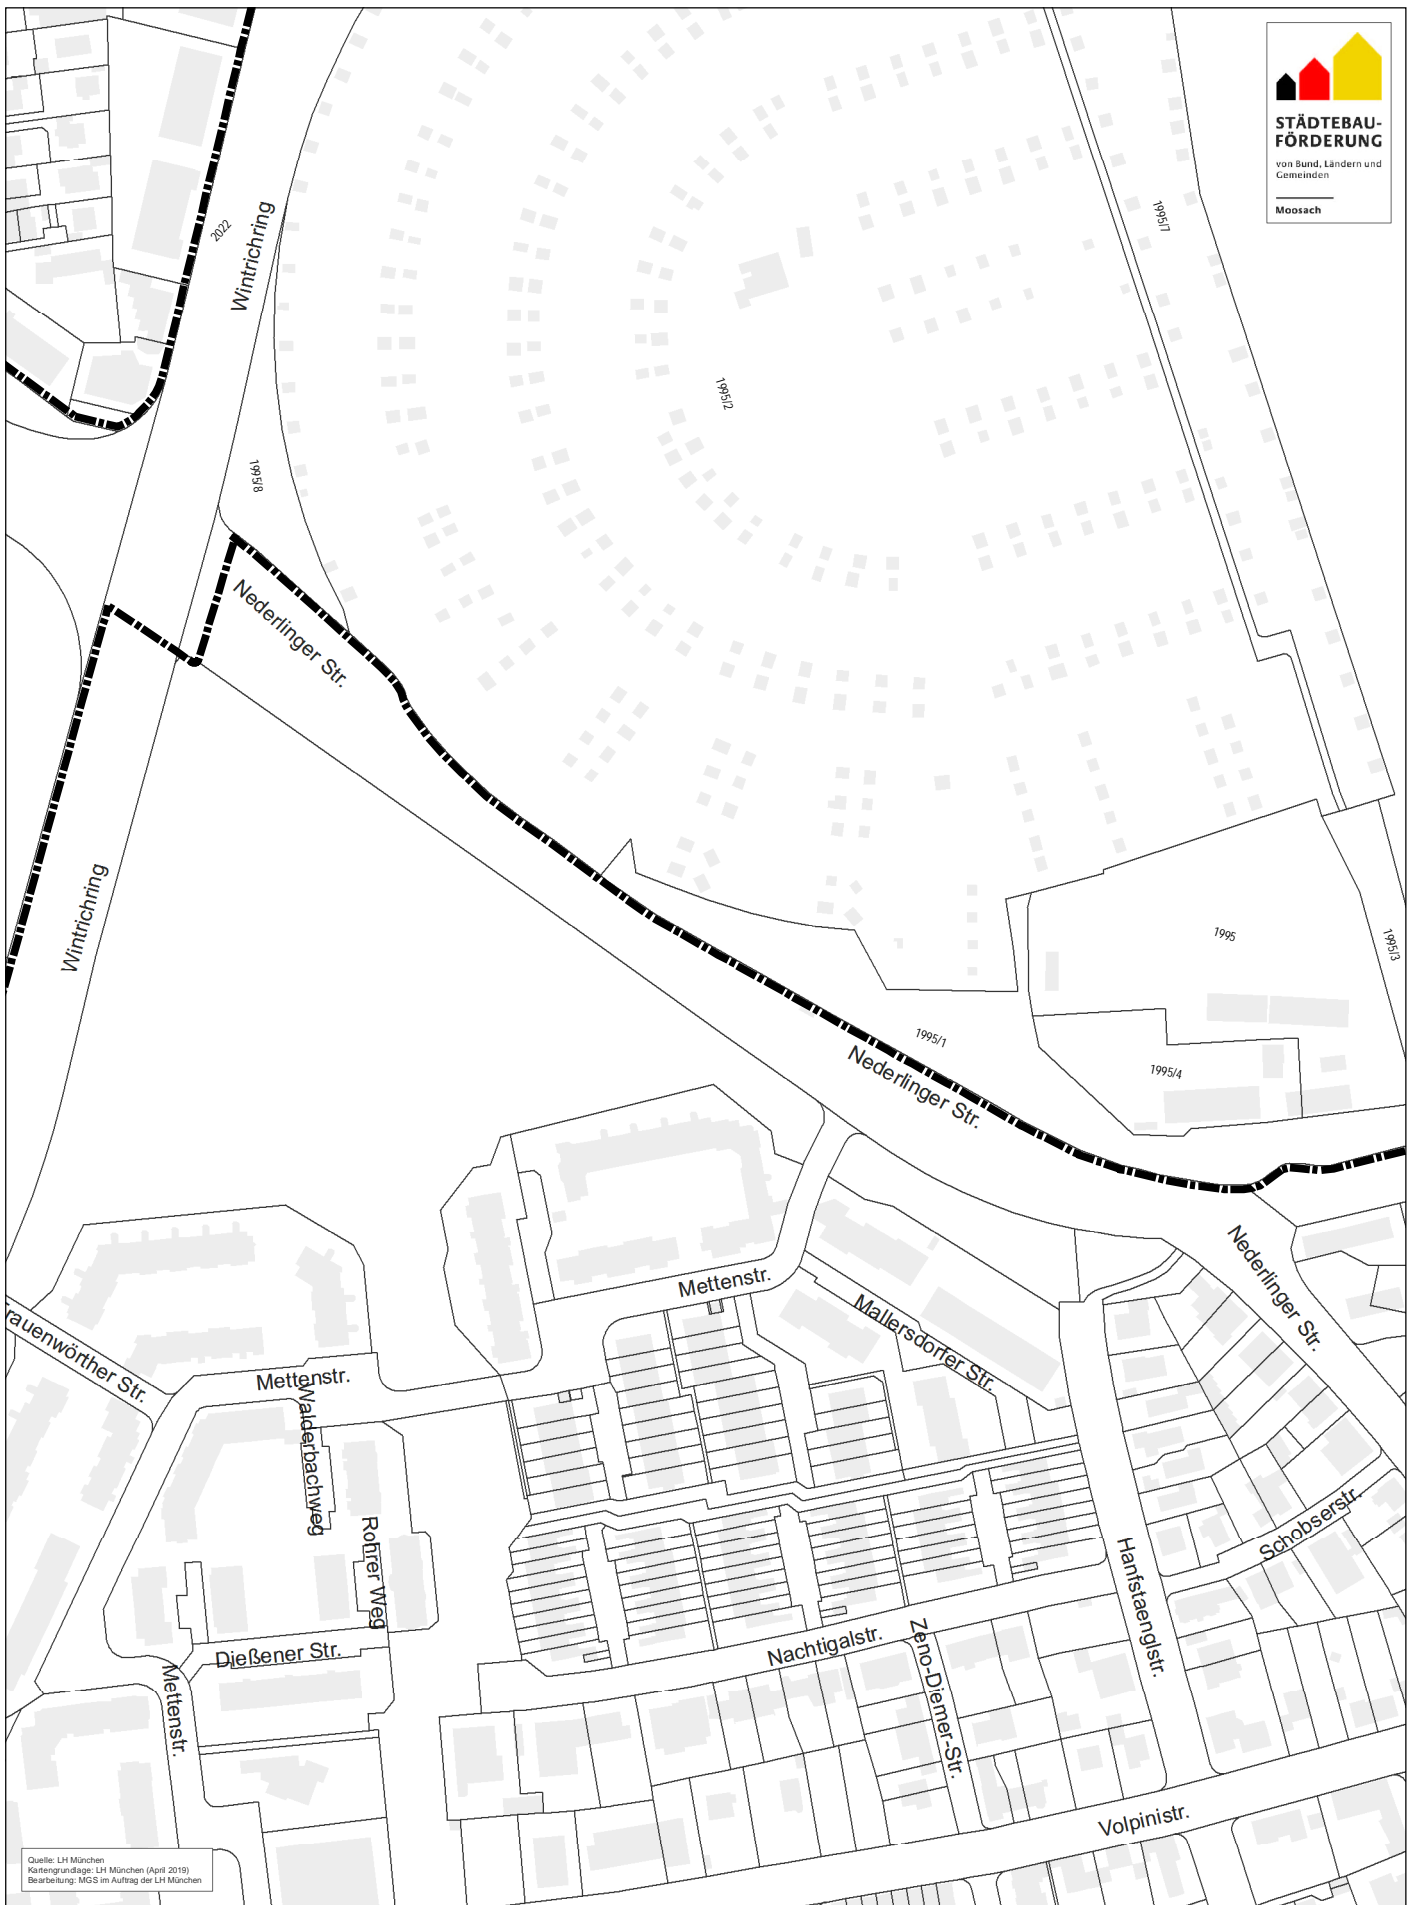 STÄDTEBAU-
FÖRDERUNG
von Bund, Ländern und
Gemeinden
Moosach
1995/7
2022
Wintrichring
1995/2
1995/8
Nederlinger Str.
Wintrichring
1995
1995/3
1995/1
Nederlinger Str.
1995/4
Nederlinger Str.
Mettenstr.
Mallersdorfer Str.
rauenwörther Str.
Mettenstr.
Walderbachweg
Rohrer Weg
Schobserstr.
Hanfstaenglstr.
Dießener Str.
Nachtigalstr.
Zeno-Diemer-Str.
Mettenstr.
Volpinistr.
Quelle: LH München
Kartengrundlage: LH München (April 2019)
Bearbeitung: MGS im Auftrag der LH München